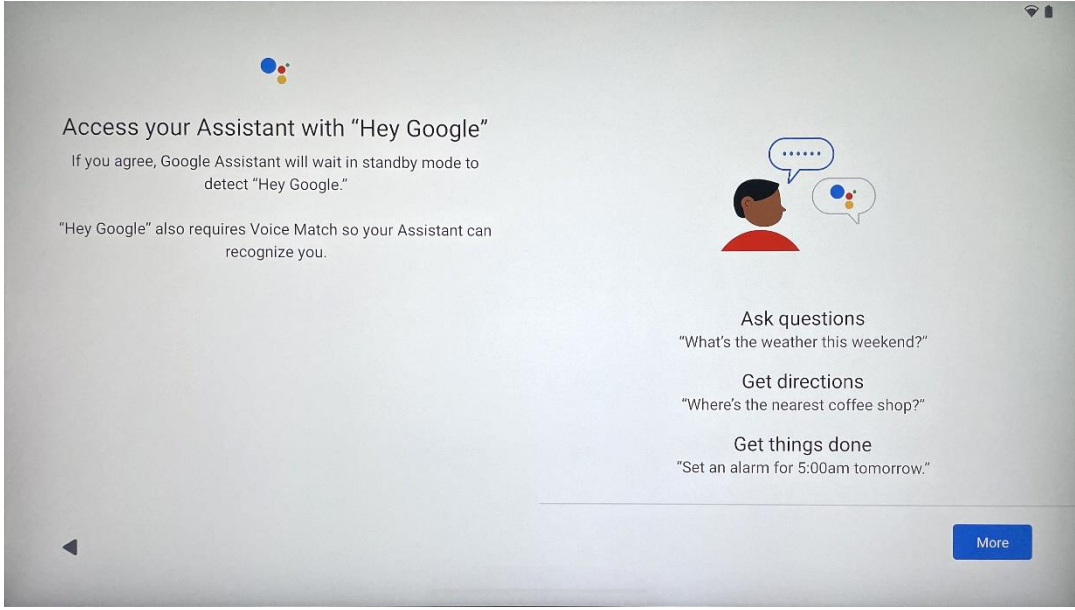 Access your Assistant with “Hey Google”
If you agree, Google Assistant will wait in standby mode to
detect “Hey Google.”
“Hey Google” also requires Voice Match so your Assistant can
recognize you.
Ask questions
“What’s the weather this weekend?”
Get directions
“Where’s the nearest coffee shop?”
Get things done
“Set an alarm for 5:00am tomorrow.”
More